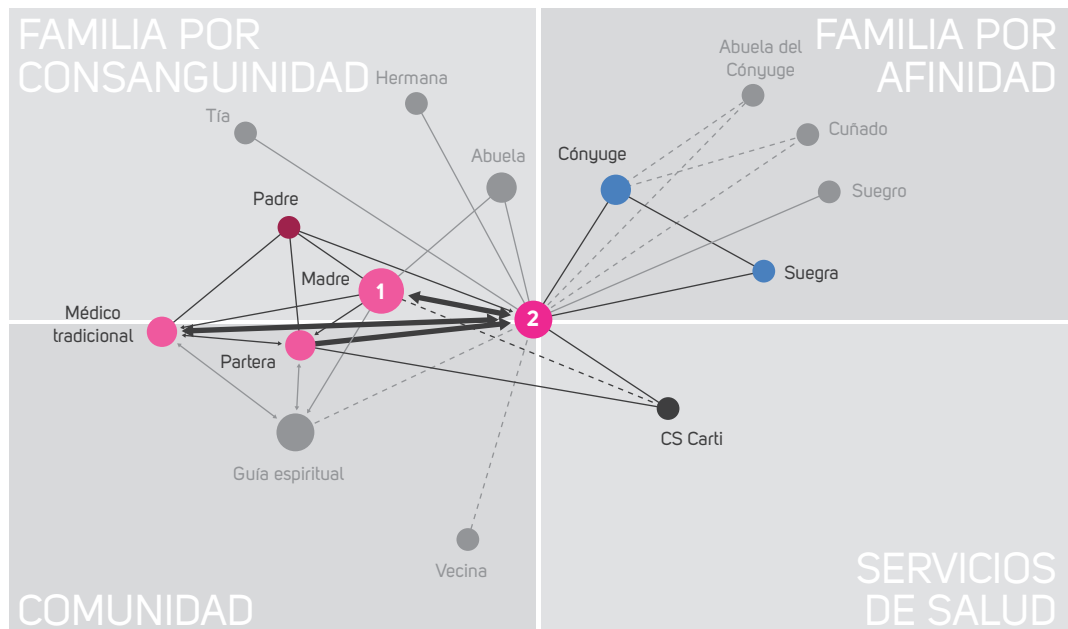 FAMILIA POR
CONSANGUINIDAD
FAMILIA POR
AFINIDAD
Abuela del
Cónyuge
Hermana
Tía
Cuñado
Abuela
Cónyuge
Suegro
Padre
Madre
1
Suegra
Médico
tradicional
2
Partera
CS Carti
Guía espiritual
Vecina
COMUNIDAD
SERVICIOS
DE SALUD